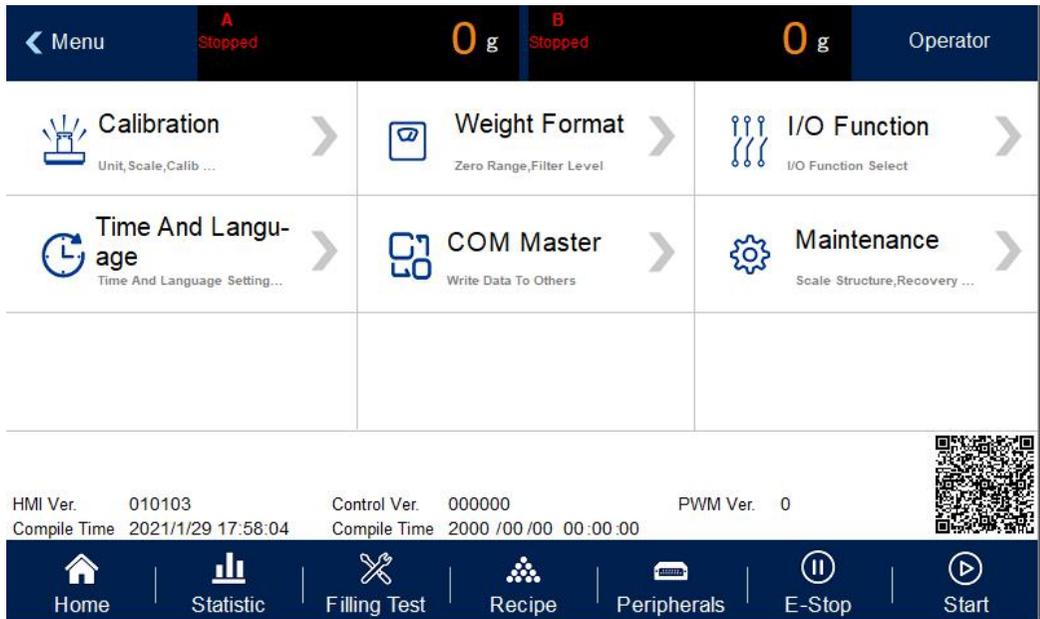 Menu
A
Stopped
0 g
B
Stopped
0 g
Operator
Calibration
Unit,Scale,Calib ...
Weight Format
Zero Range,Filter Level
I/O Function
I/O Function Select
Time And Langu-
age
Time And Language Setting...
COM Master
Write Data To Others
Maintenance
Scale Structure,Recovery ...
HMI Ver. 010103 Control Ver. 000000 PWM Ver. 0
Compile Time 2021/1/29 17:58:04 Compile Time 2000 /00 /00 00:00:00
Home Statistic Filling Test Recipe Peripherals E-Stop Start